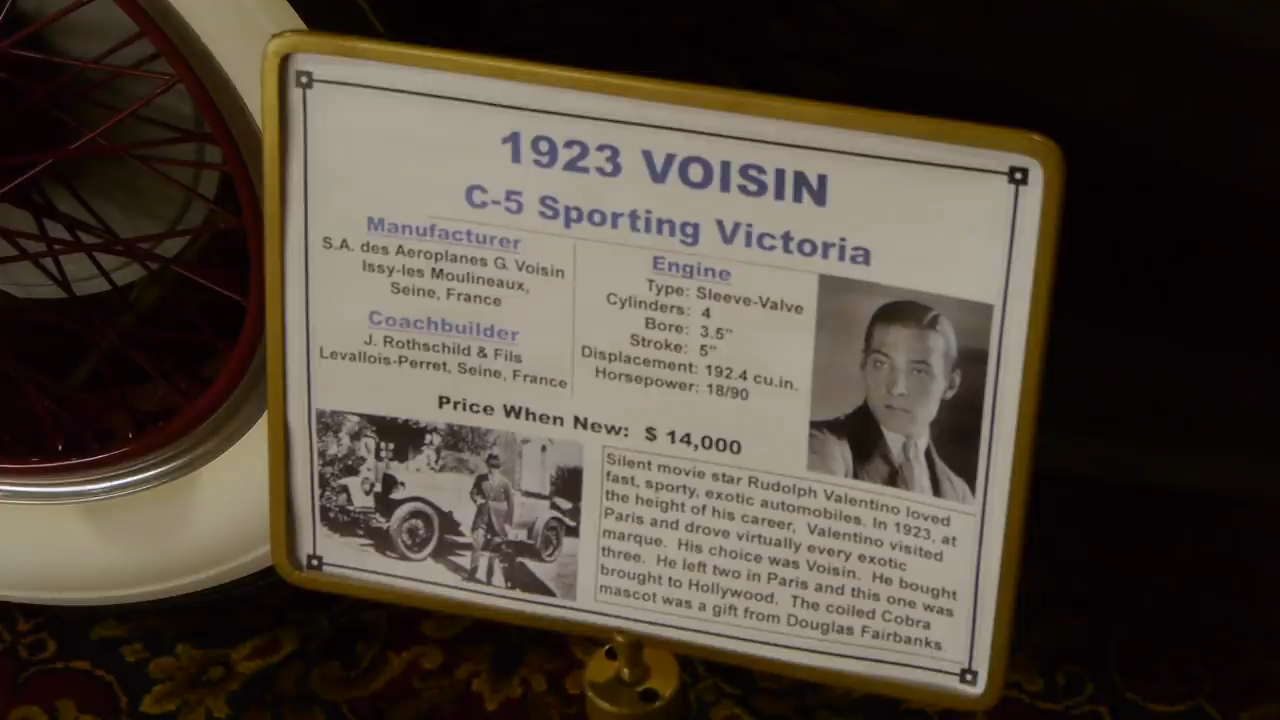 1923 VOISIN
C-5 Sporting Victoria
Manufacturer
S.A. des Aeroplanes G. Voisin
Issy-les Moulineaux,
Seine, France
Coachbuilder
J. Rothschild & Fils
Levallois-Perret, Seine, France
Engine
Type: Sleeve-Valve
Cylinders: 4
Bore: 3.5"
Stroke: 5"
Displacement: 192.4 cu.in.
Horsepower: 18/90
Price When New: $ 14,000
Silent movie star Rudolph Valentino loved
fast, sporty, exotic automobiles. In 1923, at
the height of his career, Valentino visited
Paris and drove virtually every exotic
marque. His choice was Voisin. He bought
three. He left two in Paris and this one was
brought to Hollywood. The coiled Cobra
mascot was a gift from Douglas Fairbanks.